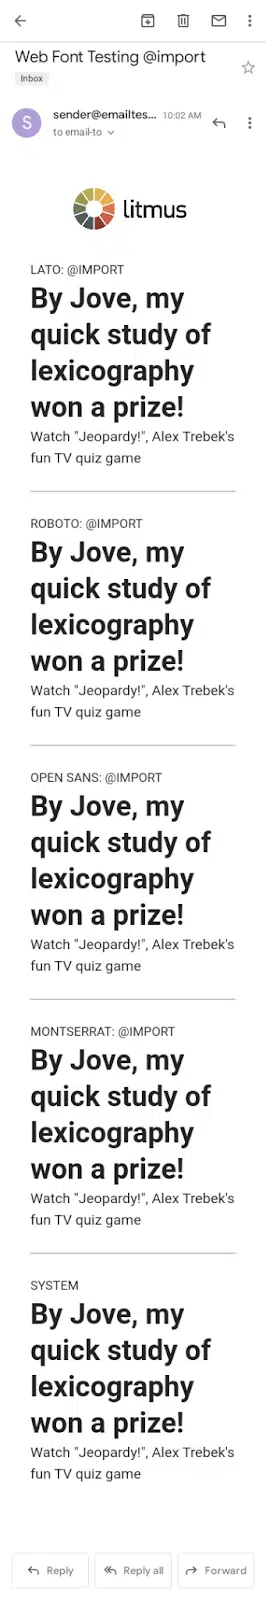 Web Font Testing @import
Inbox
S
sender@emailtes... 10:02 AM
to email-to
litmus
LATO: @IMPORT
By Jove, my
quick study of
lexicography
won a prize!
Watch "Jeopardy!", Alex Trebek's
fun TV quiz game
ROBOTO: @IMPORT
By Jove, my
quick study of
lexicography
won a prize!
Watch "Jeopardy!", Alex Trebek's
fun TV quiz game
OPEN SANS: @IMPORT
By Jove, my
quick study of
lexicography
won a prize!
Watch "Jeopardy!", Alex Trebek's
fun TV quiz game
MONTSERRAT: @IMPORT
By Jove, my
quick study of
lexicography
won a prize!
Watch "Jeopardy!", Alex Trebek's
fun TV quiz game
SYSTEM
By Jove, my
quick study of
lexicography
won a prize!
Watch "Jeopardy!", Alex Trebek's
fun TV quiz game
Reply Reply all Forward